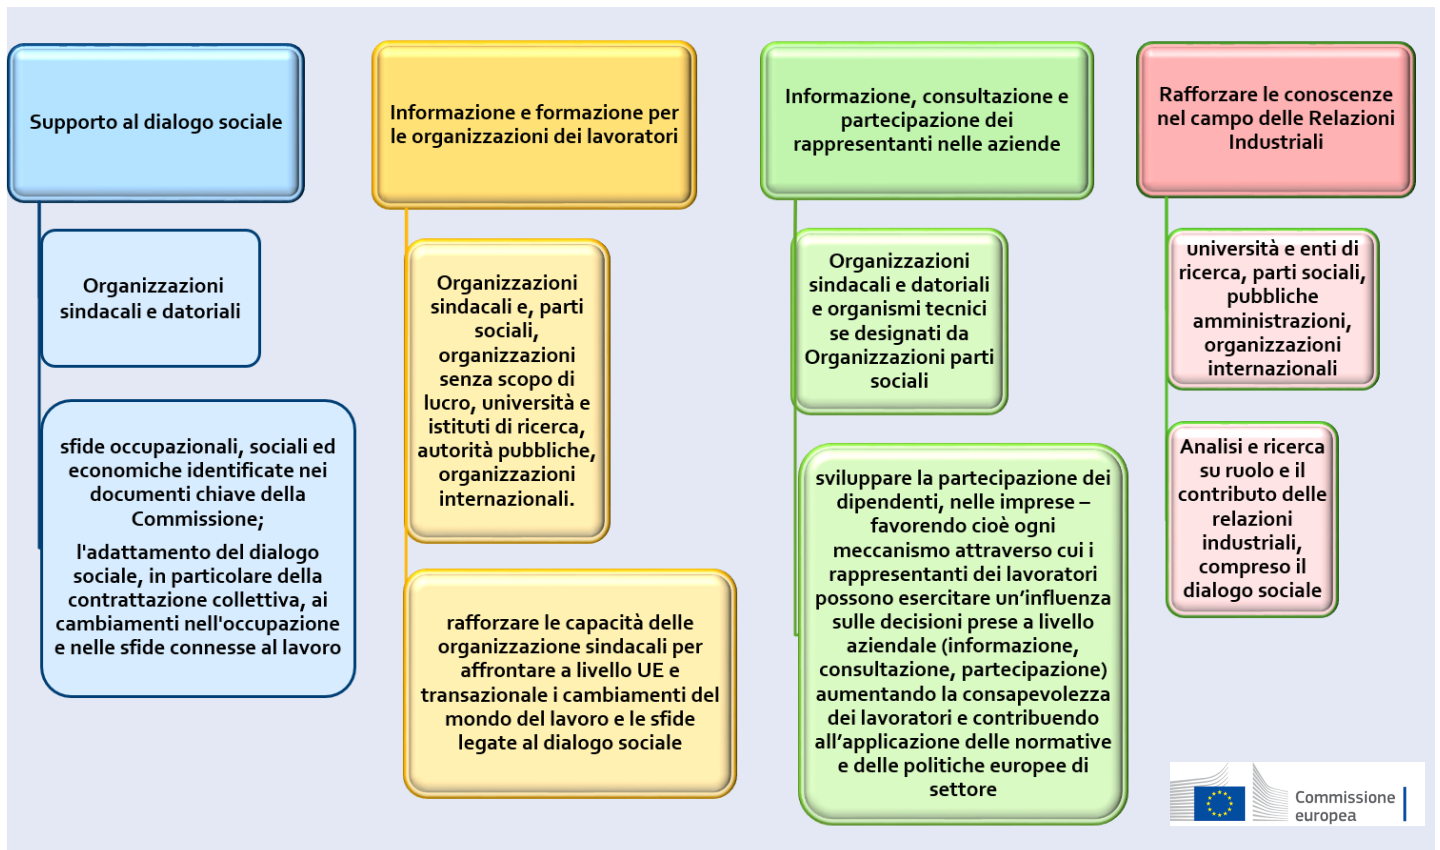 Supporto al dialogo sociale
Organizzazioni
sindacali e datoriali
sfide occupazionali, sociali ed
economiche identificate nei
documenti chiave della
Commissione;
l'adattamento del dialogo
sociale, in particolare della
contrattazione collettiva, ai
cambiamenti nell'occupazione
e nelle sfide connesse al lavoro
Informazione e formazione per
le organizzazioni dei lavoratori
Organizzazioni
sindacali e, parti
sociali,
organizzazioni
senza scopo di
lucro, università e
istituti di ricerca,
autorità pubbliche,
organizzazioni
internazionali.
rafforzare le capacità delle
organizzazione sindacali per
affrontare a livello UE e
transazionale i cambiamenti del
mondo del lavoro e le sfide
legate al dialogo sociale
Informazione, consultazione e
partecipazione dei
rappresentanti nelle aziende
Organizzazioni
sindacali e datoriali
e organismi tecnici
se designati da
Organizzazioni parti
sociali
sviluppare la partecipazione dei
dipendenti, nelle imprese –
favorendo cioè ogni
meccanismo attraverso cui i
rappresentanti dei lavoratori
possono esercitare un’influenza
sulle decisioni prese a livello
aziendale (informazione,
consultazione, partecipazione)
aumentando la consapevolezza
dei lavoratori e contribuendo
all’applicazione delle normative
e delle politiche europee di
settore
Rafforzare le conoscenze
nel campo delle Relazioni
Industriali
università e enti di
ricerca, parti sociali,
pubbliche
amministrazioni,
organizzazioni
internazionali
Analisi e ricerca
su ruolo e il
contributo delle
relazioni
industriali,
compreso il
dialogo sociale
Commissione
europea